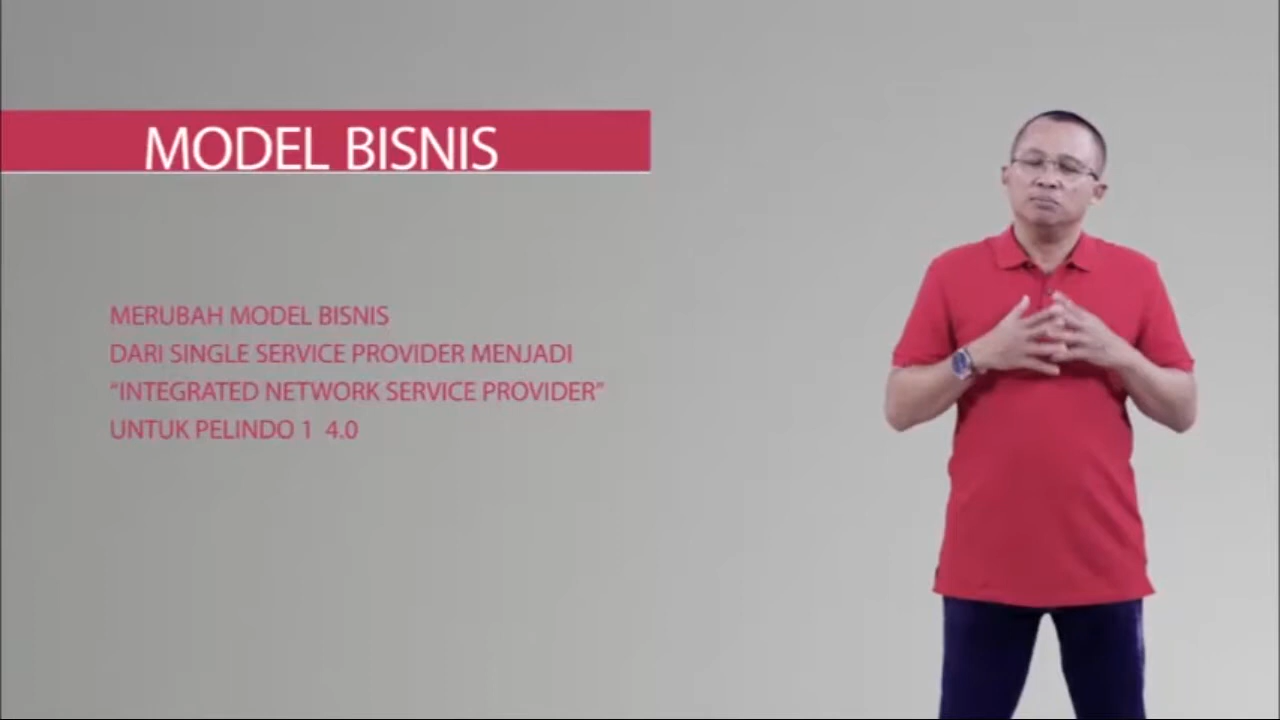 MODEL BISNIS
MERUBAH MODEL BISNIS
DARI SINGLE SERVICE PROVIDER MENJADI
“INTEGRATED NETWORK SERVICE PROVIDER”
UNTUK PELINDO 1 4.0